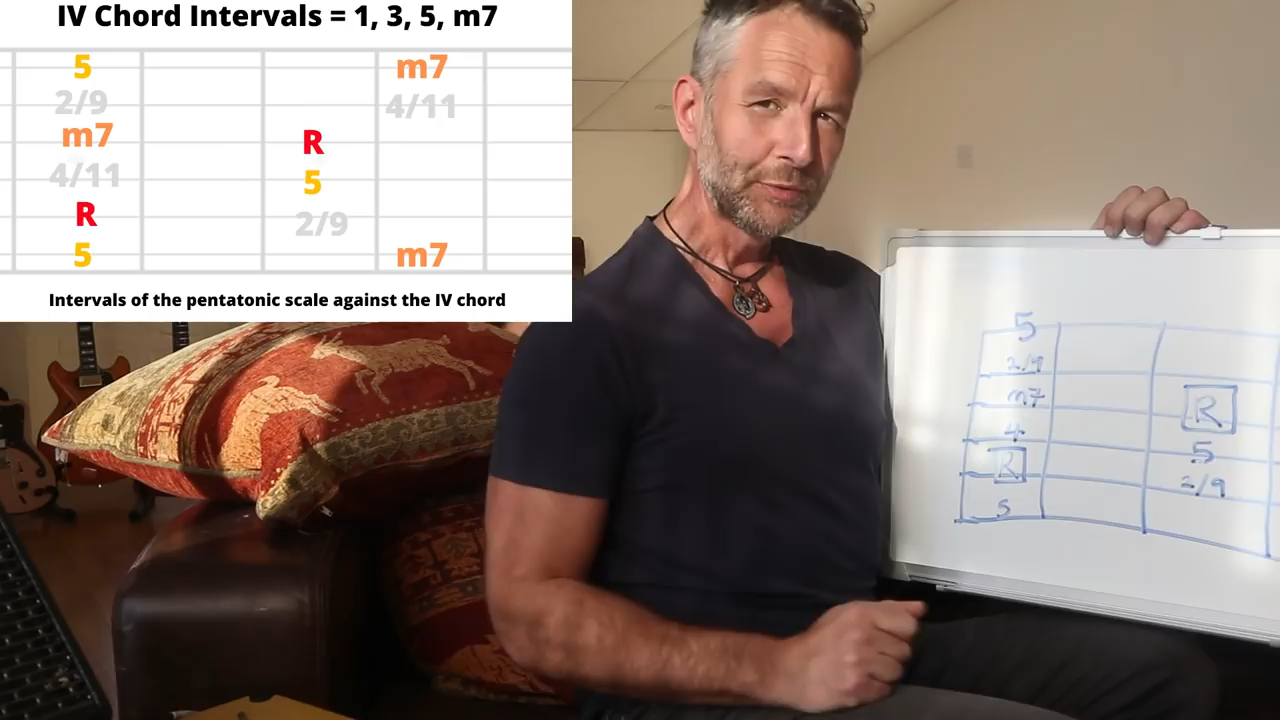 IV Chord Intervals = 1, 3, 5, m7
5 m7
2/9 4/11
m7 R
4/11 5
R 2/9
5 m7
Intervals of the pentatonic scale against the IV chord
5
2/9
m7 R
4 5
R 2/9
5